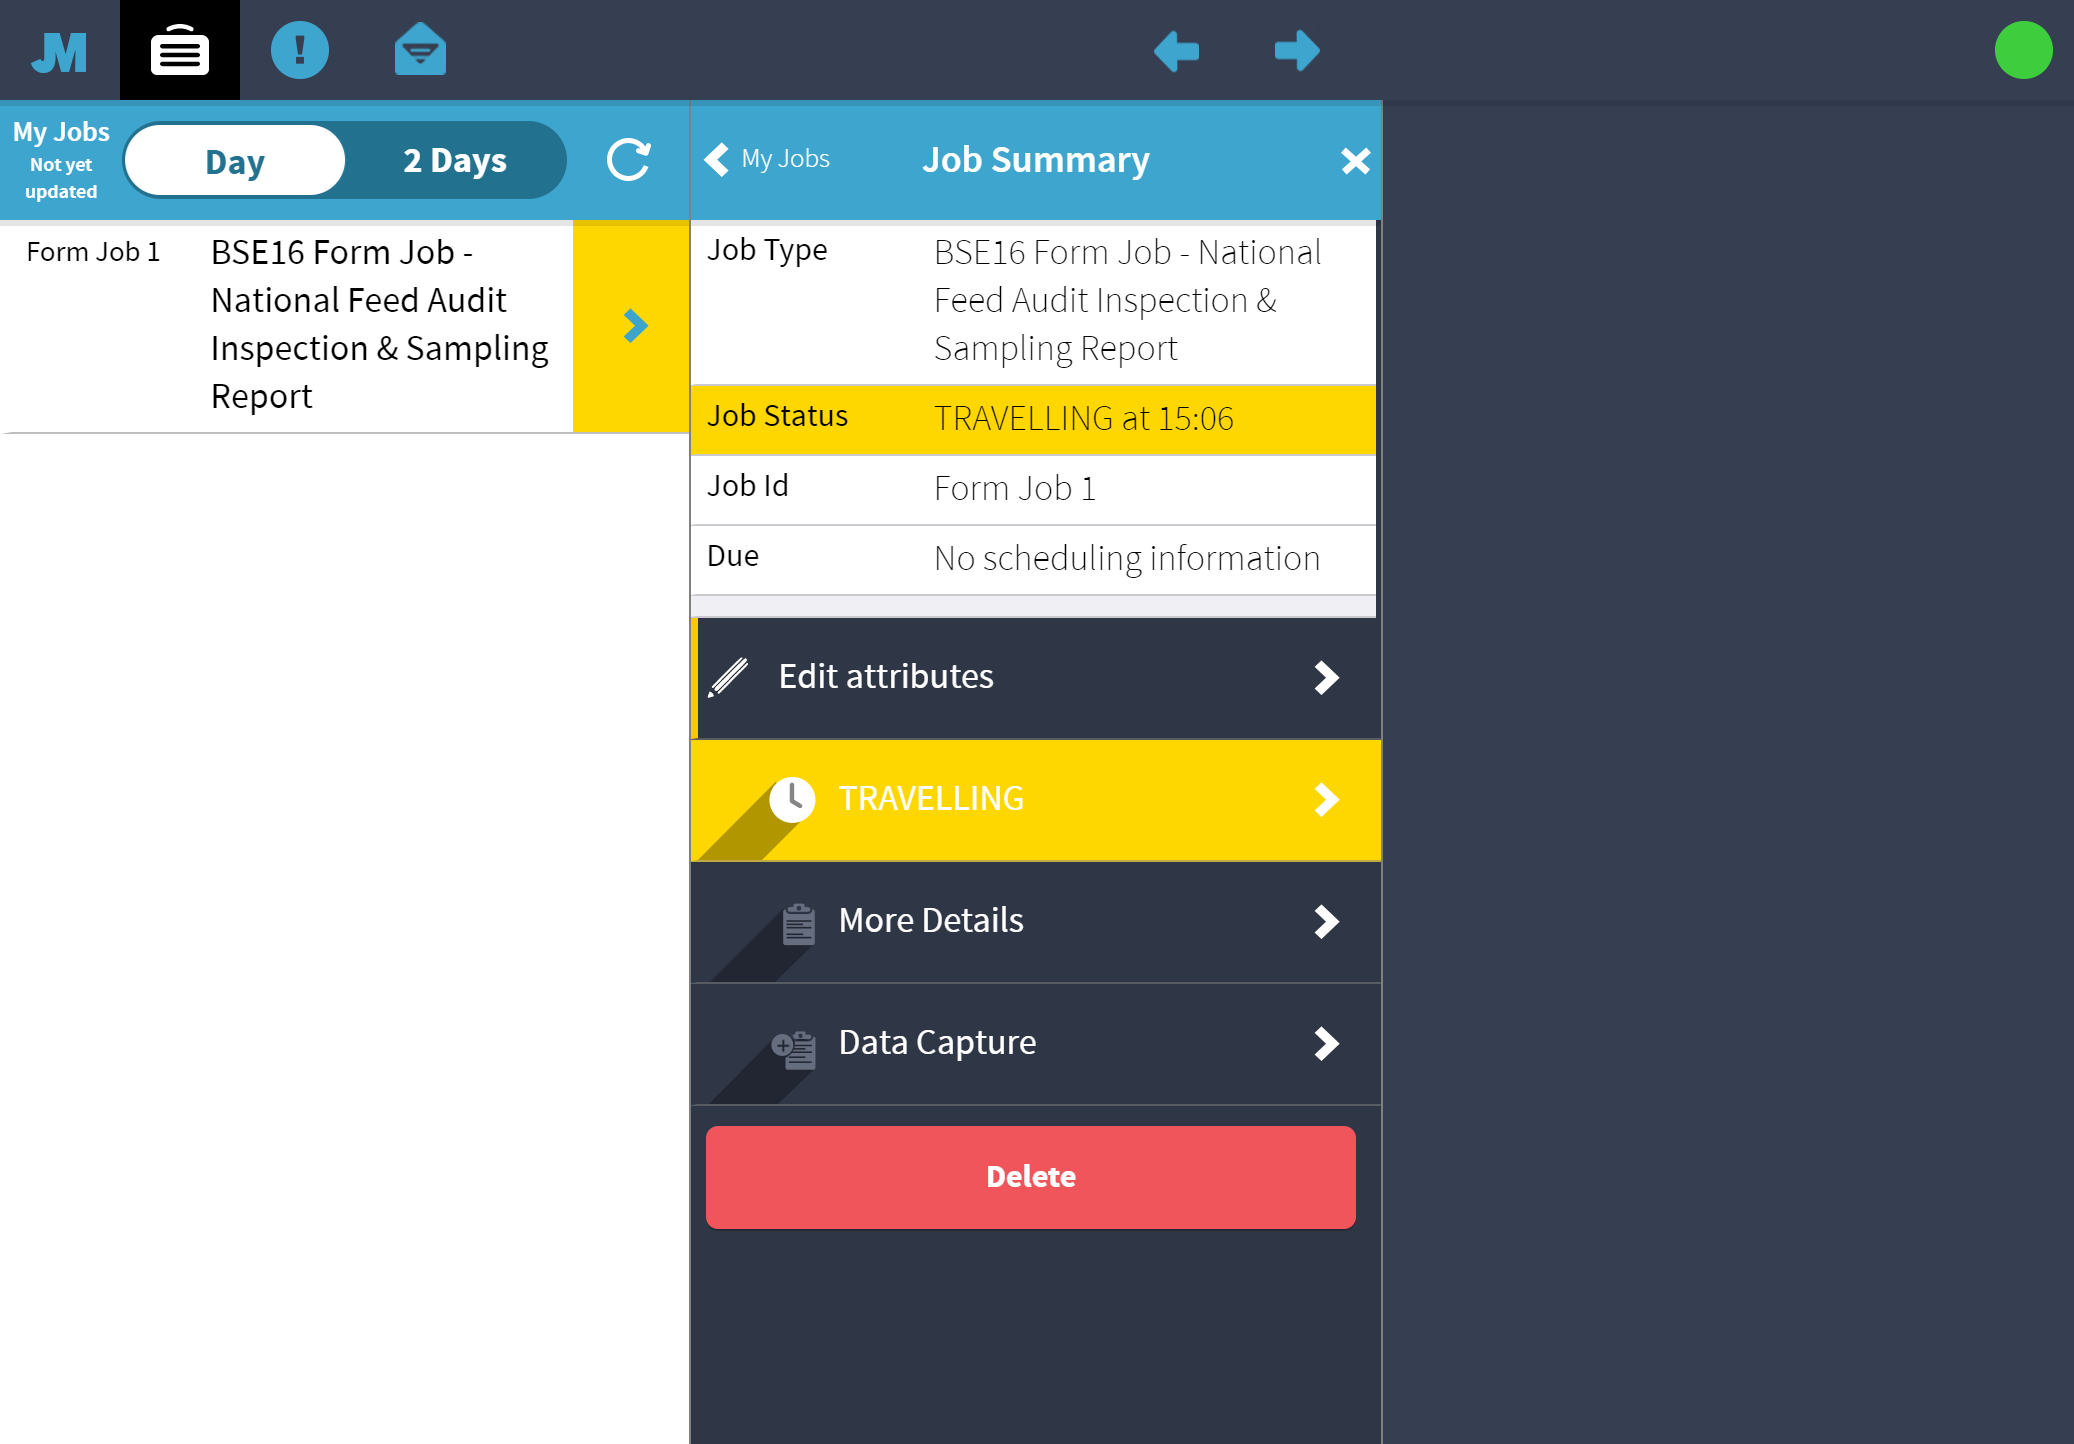 JM
My Jobs
Not yet
updated
Day
2 Days
My Jobs
Job Summary
Form Job 1
BSE16 Form Job -
National Feed Audit
Inspection & Sampling
Report
Job Type
BSE16 Form Job - National
Feed Audit Inspection &
Sampling Report
Job Status
TRAVELLING at 15:06
Job Id
Form Job 1
Due
No scheduling information
Edit attributes
TRAVELLING
More Details
Data Capture
Delete